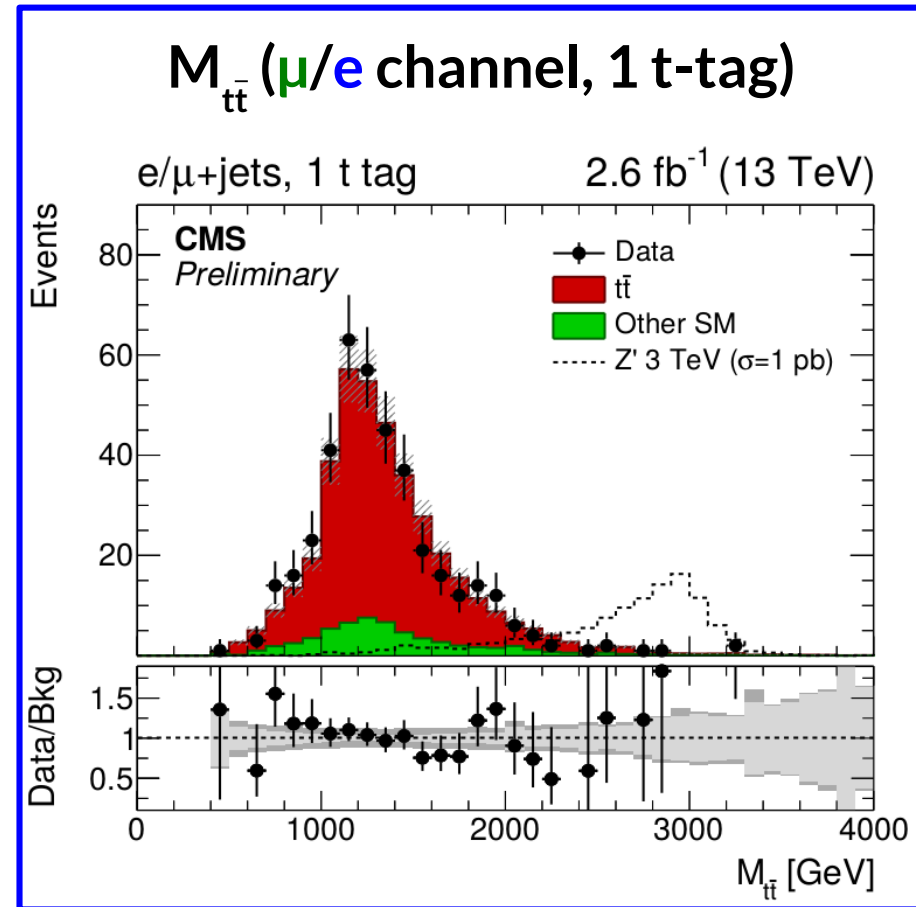 M_tt̄ (μ/e channel, 1 t-tag)
e/μ+jets, 1 t tag
2.6 fb⁻¹ (13 TeV)
Events
CMS
Preliminary
Data
tt̄
Other SM
Z' 3 TeV (σ=1 pb)
80
60
40
20
Data/Bkg
1.5
1
0.5
0
1000
2000
3000
4000
M_tt̄ [GeV]